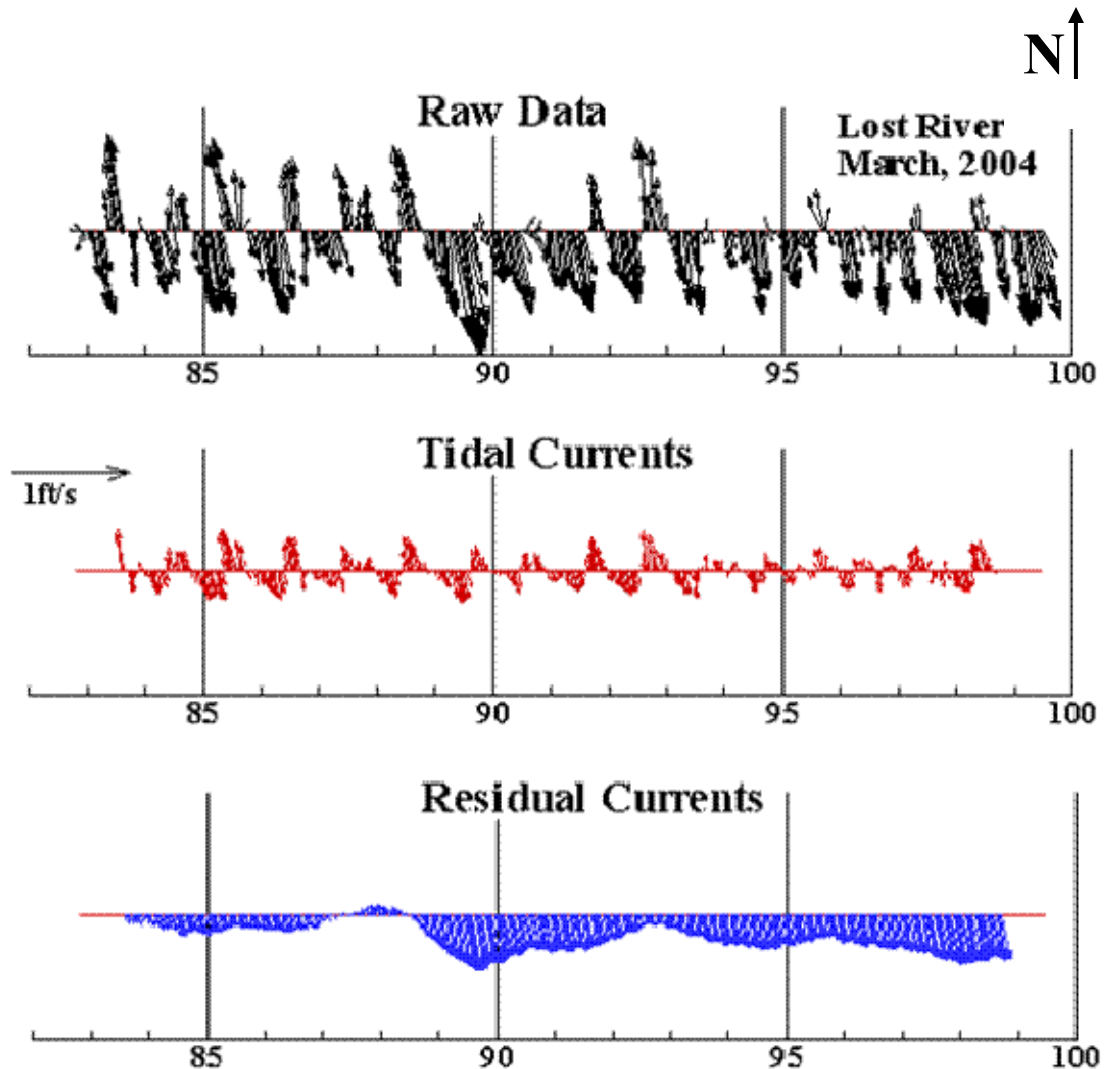 N
Raw Data
Lost River
March, 2004
85 90 95 100
Tidal Currents
1ft/s
85 90 95 100
Residual Currents
85 90 95 100